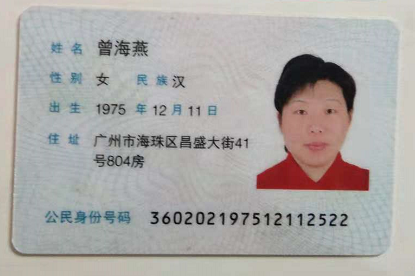 姓名 曾海燕
性别 女 民族 汉
出生 1975 年 12 月 11 日
住址 广州市海珠区昌盛大街41
号804房
公民身份号码 360202197512112522